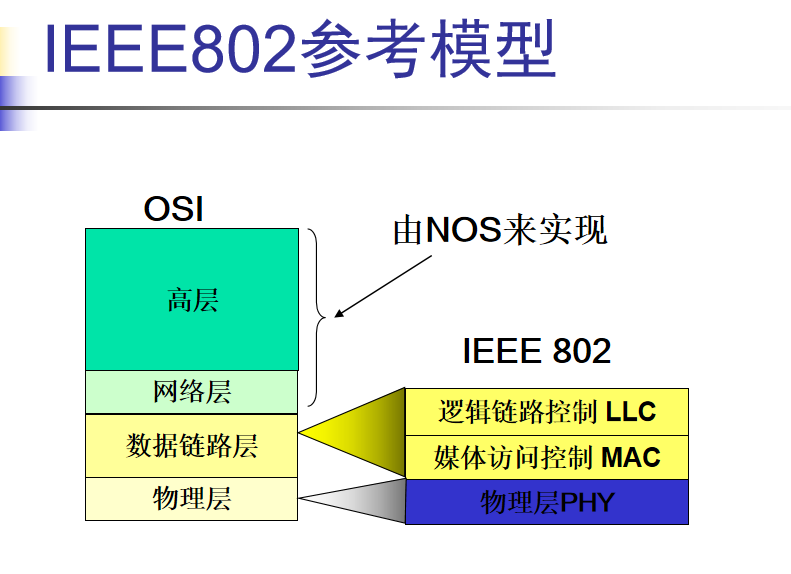 IEEE802参考模型
OSI
由NOS来实现
高层
IEEE 802
网络层
逻辑链路控制 LLC
数据链路层
媒体访问控制 MAC
物理层
物理层PHY